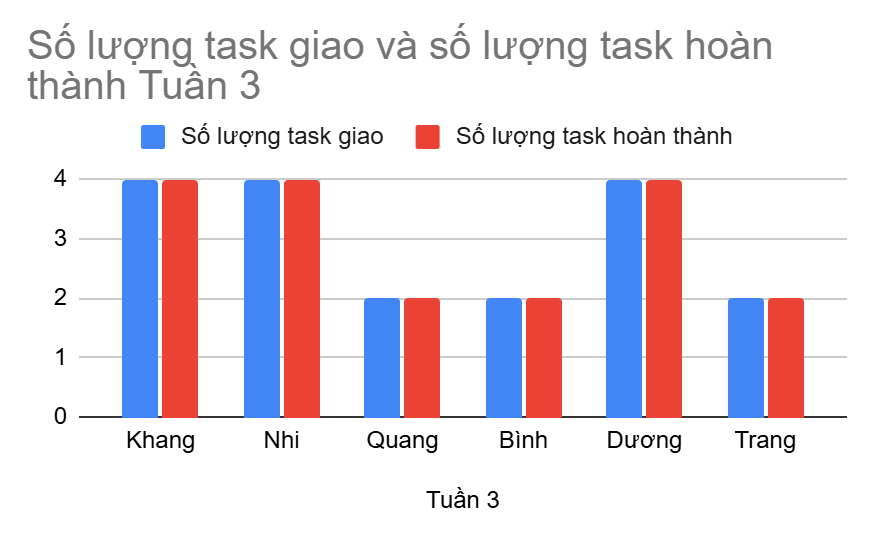 Số lượng task giao và số lượng task hoàn
thành Tuần 3
Số lượng task giao Số lượng task hoàn thành
4
3
2
1
0
Khang Nhi Quang Bình Dương Trang
Tuần 3